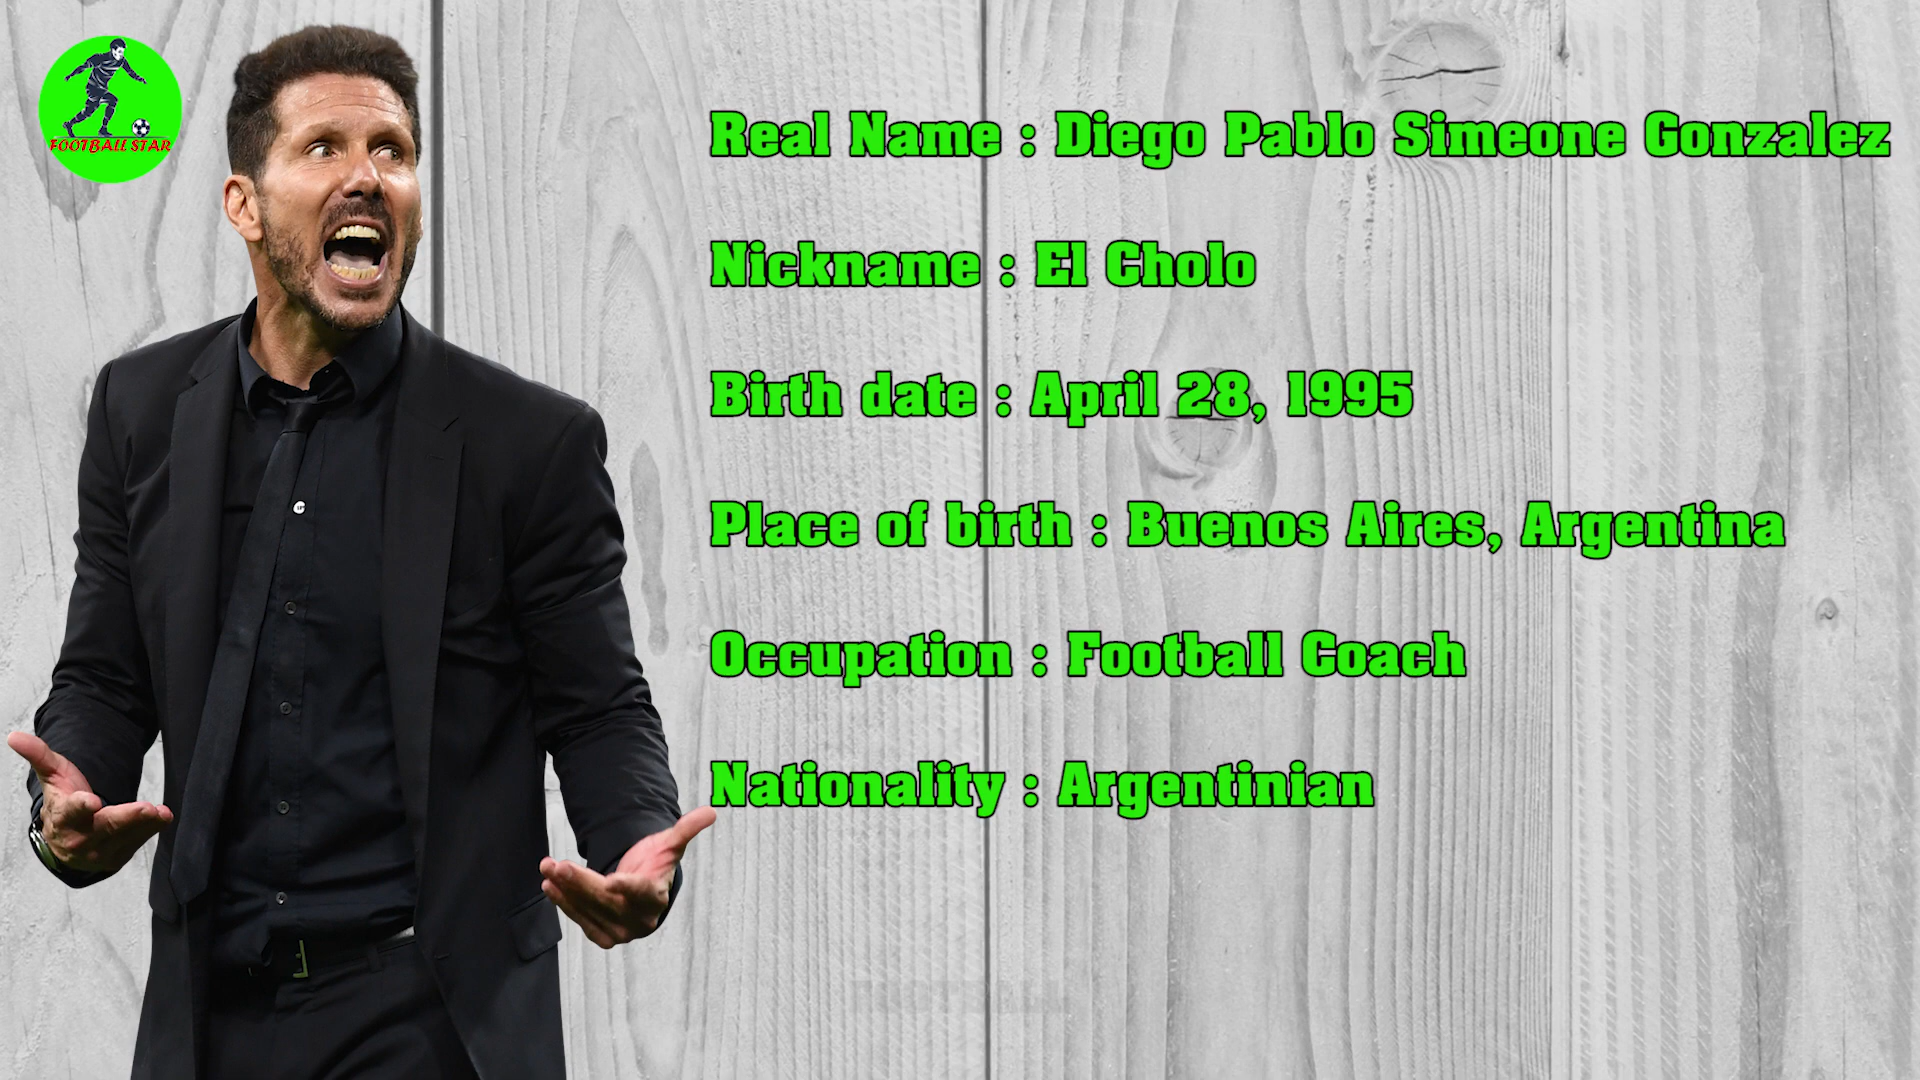 FOOTBALL STAR
Real Name : Diego Pablo Simeone Gonzalez
Nickname : El Cholo
Birth date : April 28, 1995
Place of birth : Buenos Aires, Argentina
Occupation : Football Coach
Nationality : Argentinian